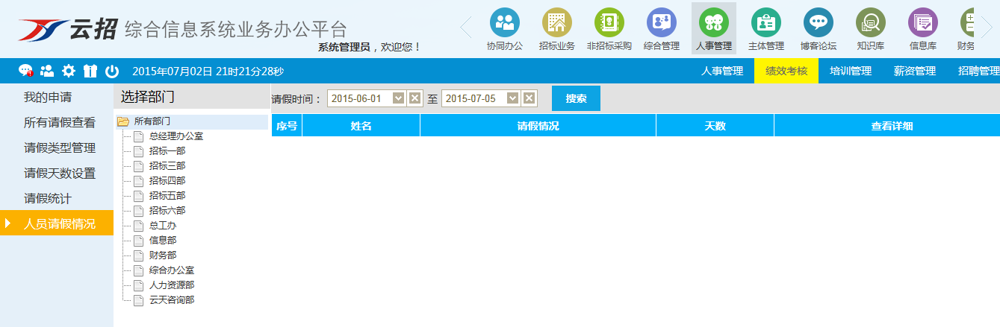 云招 综合信息系统业务办公平台
系统管理员，欢迎您！
协同办公 招标业务 非招标采购 综合管理 人事管理 主体管理 博客论坛 知识库 信息库 财务
2015年07月02日 21时21分28秒
人事管理 绩效考核 培训管理 薪资管理 招聘管理
我的申请
所有请假查看
请假类型管理
请假天数设置
请假统计
人员请假情况
选择部门
所有部门
总经理办公室
招标一部
招标三部
招标四部
招标五部
招标六部
总工办
信息部
财务部
综合办公室
人力资源部
云天咨询部
请假时间： 2015-06-01 至 2015-07-05 搜索
序号 姓名 请假情况 天数 查看详细